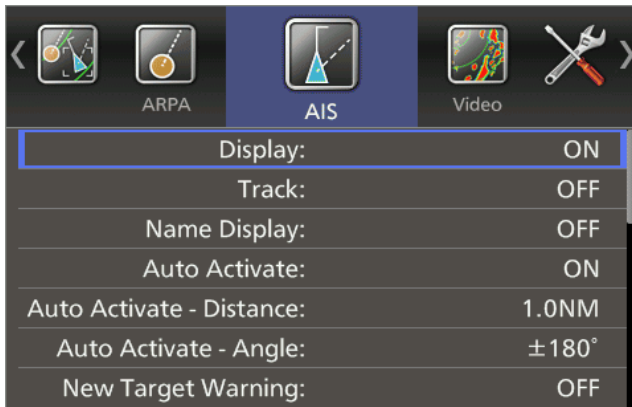 ARPA AIS Video
Display: ON
Track: OFF
Name Display: OFF
Auto Activate: ON
Auto Activate - Distance: 1.0NM
Auto Activate - Angle: ±180°
New Target Warning: OFF